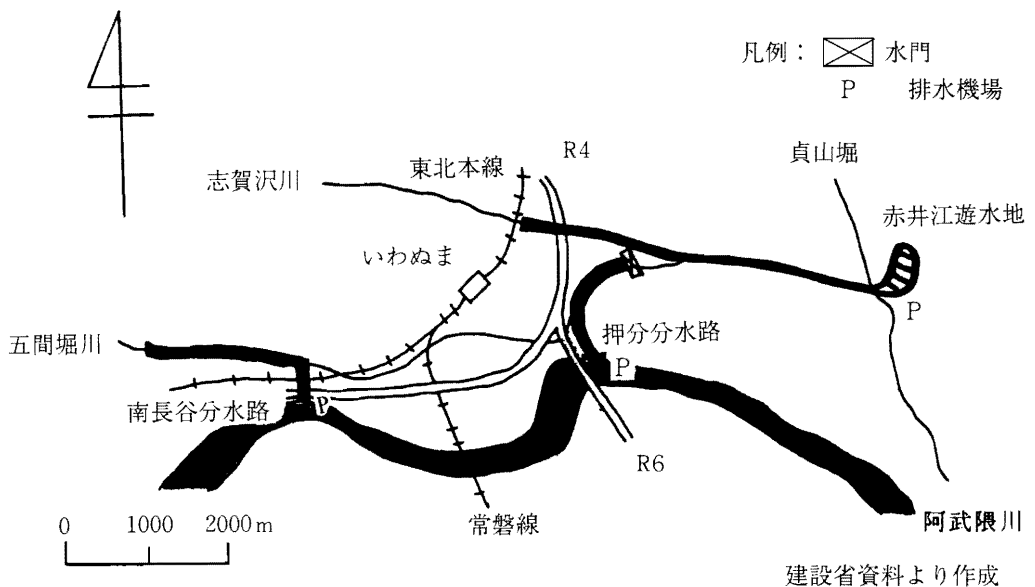 凡例： 水門
P 排水機場
R4
貞山堀
東北本線
志賀沢川
赤井江遊水地
いわぬま
P
五間堀川
押分分水路
P
南長谷分水路
P
R6
0 1000 2000m
常磐線
阿武隈川
建設省資料より作成